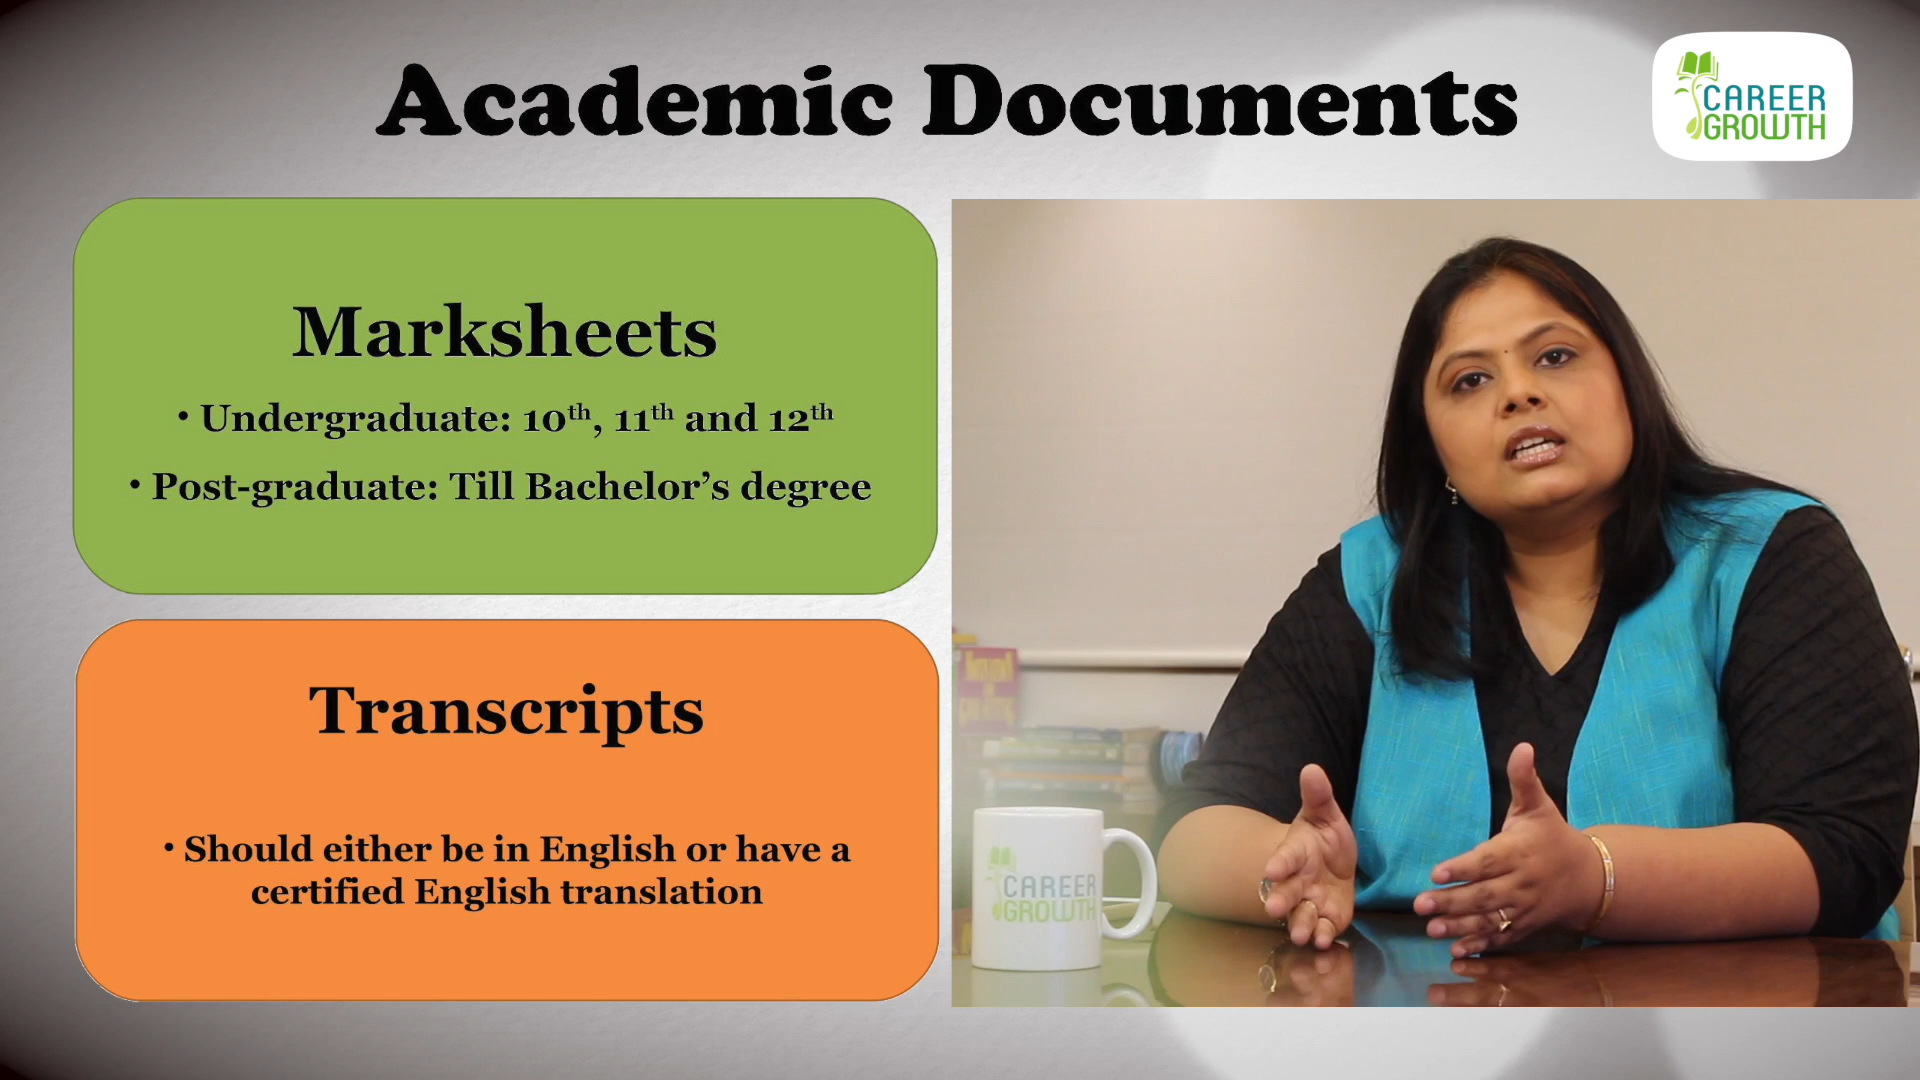 Academic Documents
CAREER
GROWTH
Marksheets
• Undergraduate: 10th, 11th and 12th
• Post-graduate: Till Bachelor’s degree
Transcripts
• Should either be in English or have a
certified English translation
CAREER
GROWTH